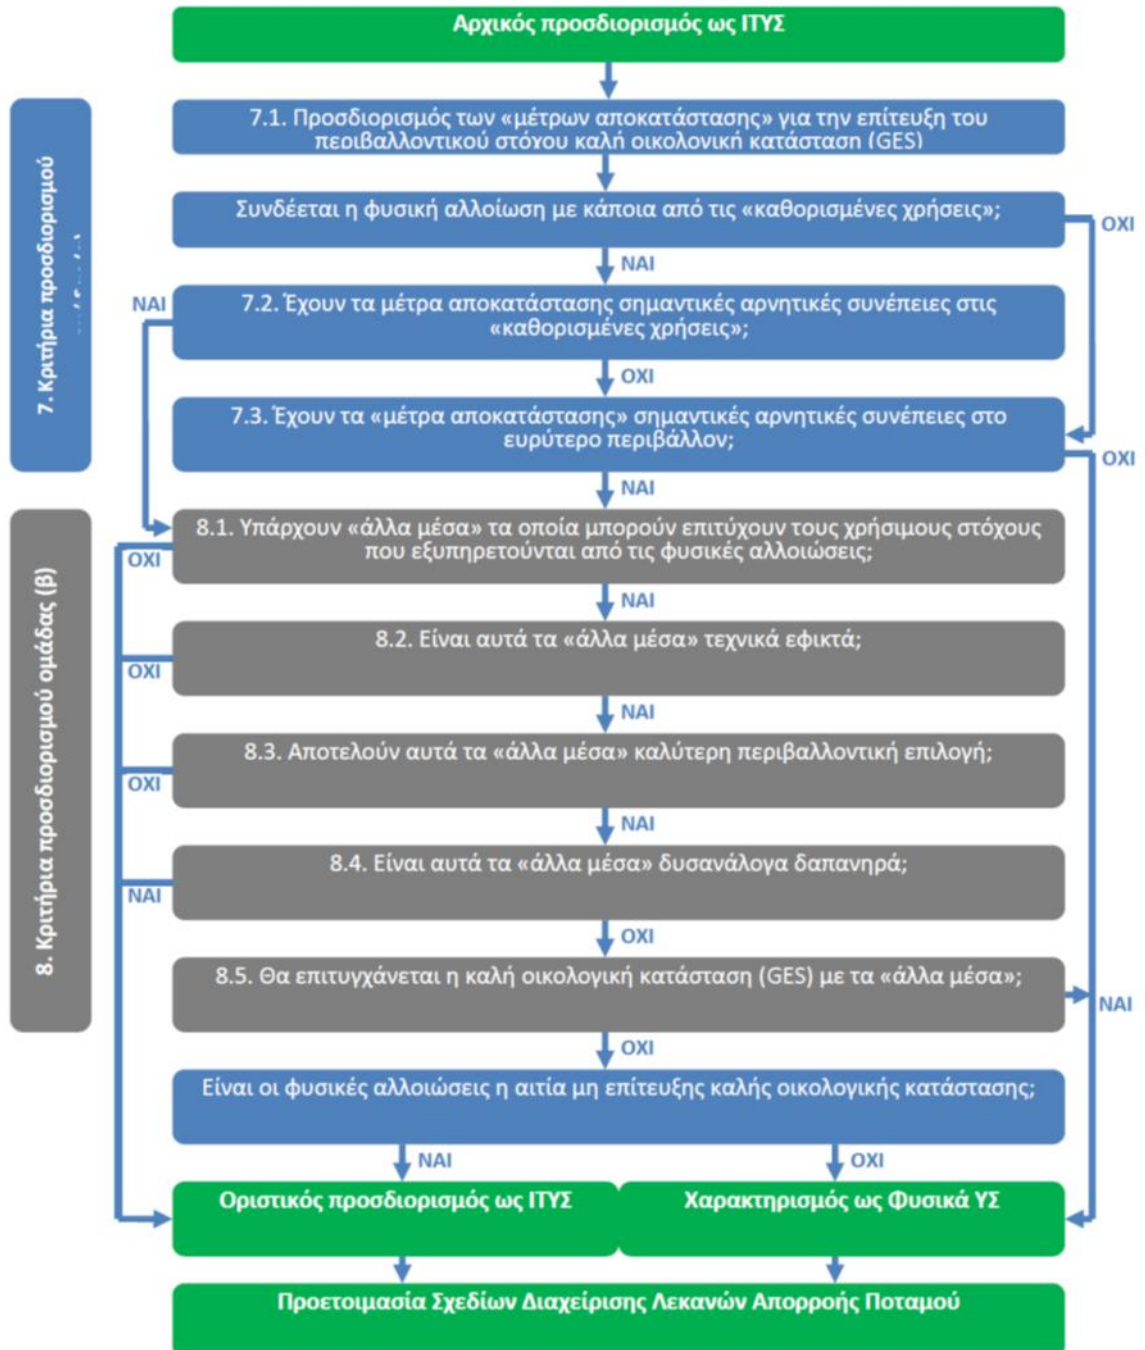 Αρχικός προσδιορισμός ως ΙΤΥΣ
7.1. Προσδιορισμός των «μέτρων αποκατάστασης» για την επίτευξη του
περιβαλλοντικού στόχου καλή οικολογική κατάσταση (GES)
Συνδέεται η φυσική αλλοίωση με κάποια από τις «καθορισμένες χρήσεις»;
ΟΧΙ
ΝΑΙ
7. Κριτήρια προσδιορισμού
ΝΑΙ
7.2. Έχουν τα μέτρα αποκατάστασης σημαντικές αρνητικές συνέπειες στις
«καθορισμένες χρήσεις»;
ΟΧΙ
7.3. Έχουν τα «μέτρα αποκατάστασης» σημαντικές αρνητικές συνέπειες στο
ευρύτερο περιβάλλον;
ΟΧΙ
ΝΑΙ
8. Κριτήρια προσδιορισμού ομάδας (β)
8.1. Υπάρχουν «άλλα μέσα» τα οποία μπορούν επιτύχουν τους χρήσιμους στόχους
που εξυπηρετούνται από τις φυσικές αλλοιώσεις;
ΟΧΙ
ΝΑΙ
8.2. Είναι αυτά τα «άλλα μέσα» τεχνικά εφικτά;
ΟΧΙ
ΝΑΙ
8.3. Αποτελούν αυτά τα «άλλα μέσα» καλύτερη περιβαλλοντική επιλογή;
ΟΧΙ
ΝΑΙ
8.4. Είναι αυτά τα «άλλα μέσα» δυσανάλογα δαπανηρά;
ΝΑΙ
ΟΧΙ
8.5. Θα επιτυγχάνεται η καλή οικολογική κατάσταση (GES) με τα «άλλα μέσα»;
ΝΑΙ
ΟΧΙ
Είναι οι φυσικές αλλοιώσεις η αιτία μη επίτευξης καλής οικολογικής κατάστασης;
ΝΑΙ
ΟΧΙ
Οριστικός προσδιορισμός ως ΙΤΥΣ
Χαρακτηρισμός ως Φυσικά ΥΣ
Προετοιμασία Σχεδίων Διαχείρισης Λεκανών Απορροής Ποταμού